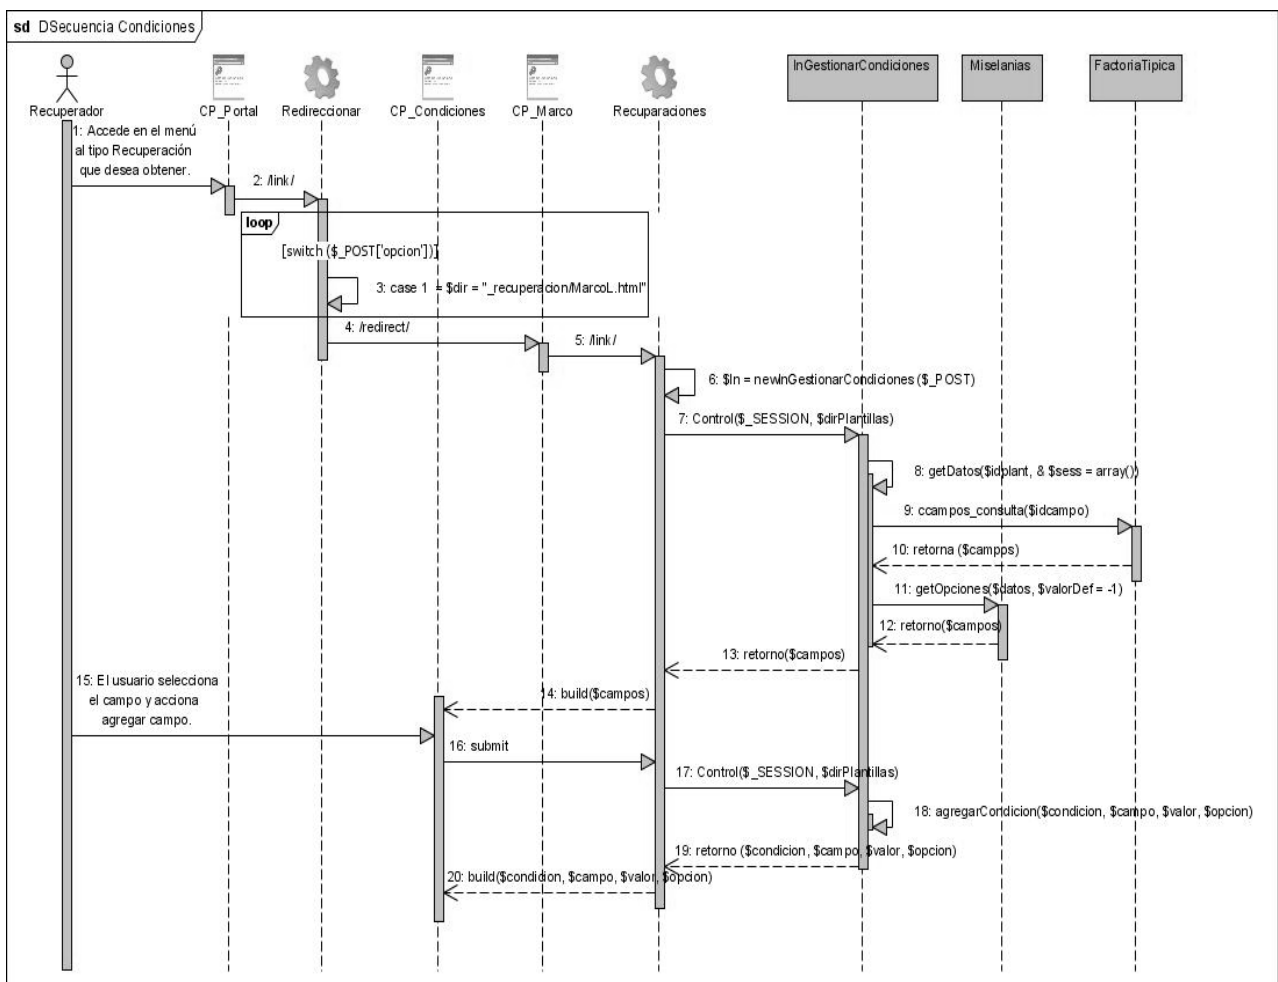 sd DSecuencia Condiciones
InGestionarCondiciones
Miselanias
FactoriaTipica
Recuperador
CP_Portal
Redireccionar
CP_Condiciones
CP_Marco
Recuparaciones
1: Accede en el menú
al tipo Recuperación
que desea obtener.
2: /link/
loop
[switch ($_POST['opcion'])]
3: case 1 = $dir = "_recuperacion/MarcoL.html"
4: /redirect/
5: /link/
6: $In = newInGestionarCondiciones ($_POST)
7: Control($_SESSION, $dirPlantillas)
8: getDatos($idplant, & $sess = array())
9: ccampos_consulta($idcampo)
10: retorna ($campos)
11: getOpciones($datos, $valorDef = -1)
12: retorno($campos)
13: retorno($campos)
14: build($campos)
15: El usuario selecciona
el campo y acciona
agregar campo.
16: submit
17: Control($_SESSION, $dirPlantillas)
18: agregarCondicion($condicion, $campo, $valor, $opcion)
19: retorno ($condicion, $campo, $valor, $opcion)
20: build($condicion, $campo, $valor, $opcion)